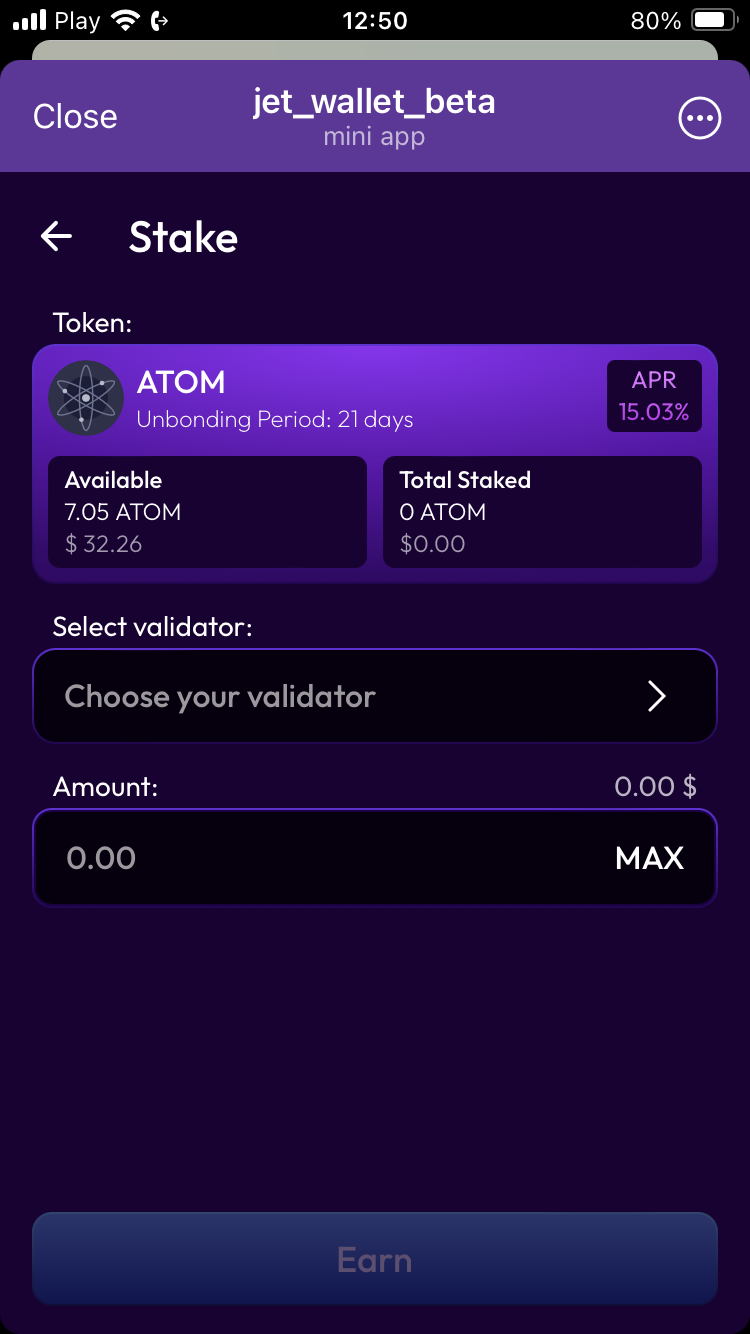 Play 12:50 80%
Close
jet_wallet_beta
mini app
Stake
Token:
ATOM
Unbonding Period: 21 days
APR
15.03%
Available
7.05 ATOM
$ 32.26
Total Staked
0 ATOM
$0.00
Select validator:
Choose your validator
Amount: 0.00 $
0.00 MAX
Earn